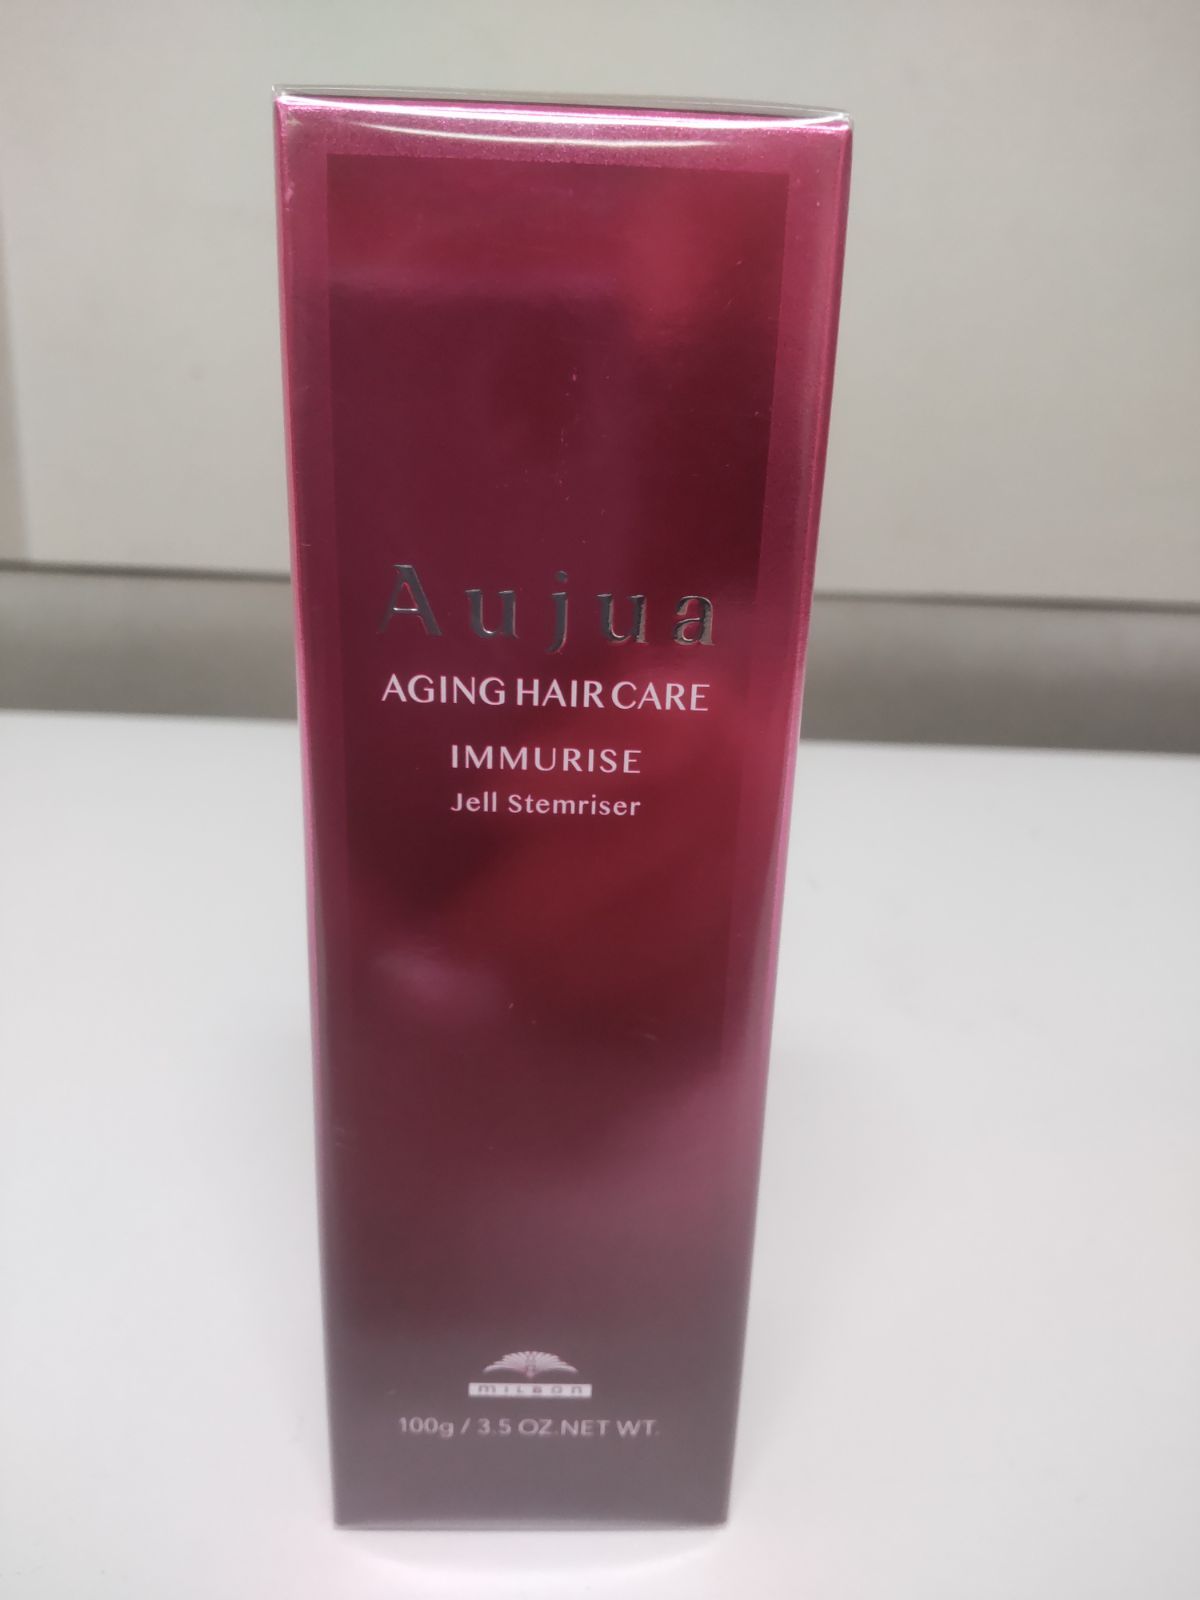 Aujua
AGING HAIR CARE
IMMURISE
Jell Stemriser
MILBON
100g / 3.5 OZ.NET WT.